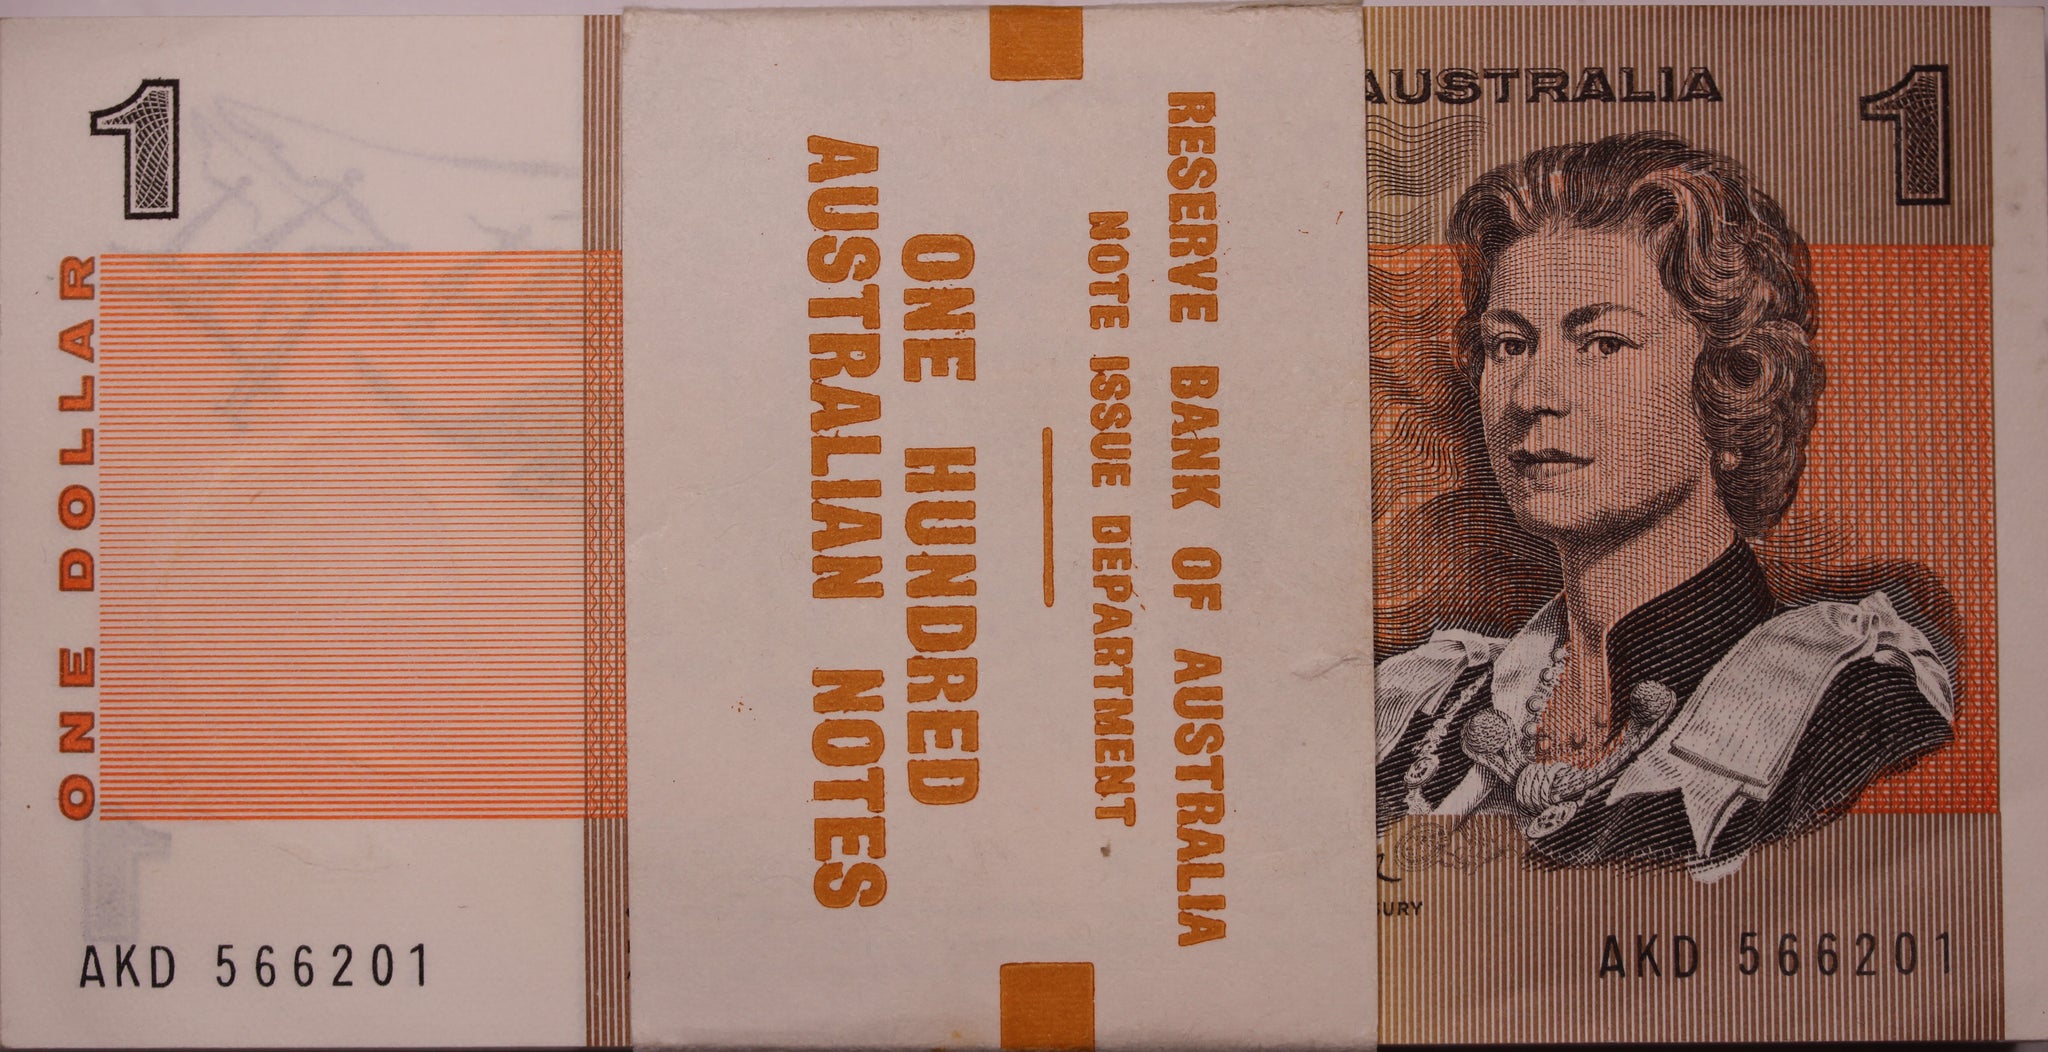 1
ONE DOLLAR
AKD 566201
RESERVE BANK OF AUSTRALIA
NOTE ISSUE DEPARTMENT
ONE HUNDRED
AUSTRALIAN NOTES
AUSTRALIA
1
AKD 566201